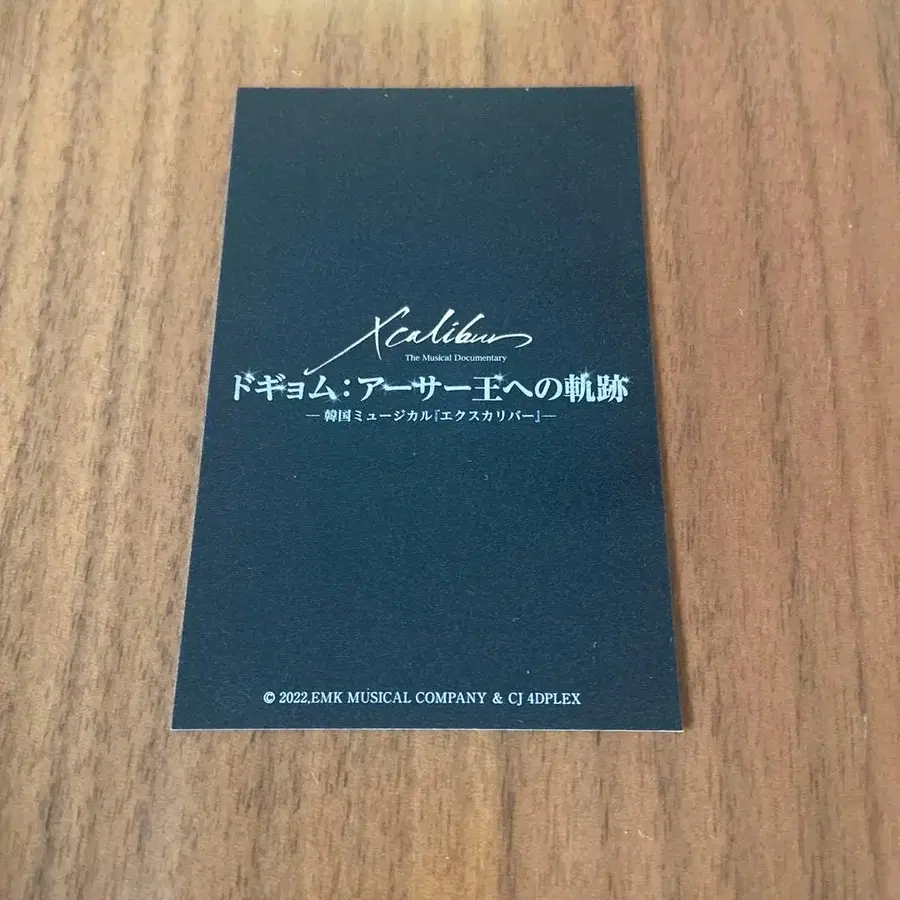 Xcalibur
The Musical Documentary
ドギョム:アーサー王への軌跡
―韓国ミュージカル『エクスカリバー』―
© 2022,EMK MUSICAL COMPANY & CJ 4DPLEX